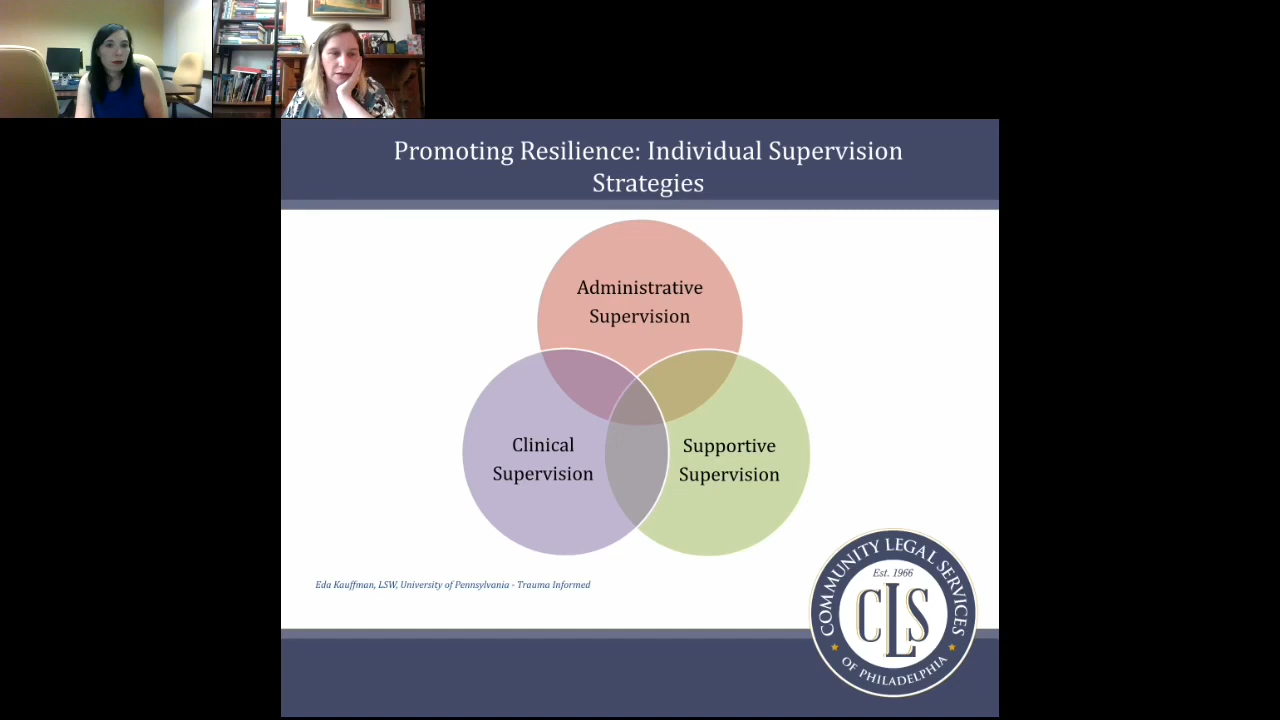 Promoting Resilience: Individual Supervision
Strategies
Administrative
Supervision
Clinical
Supervision
Supportive
Supervision
Eda Kauffman, LSW, University of Pennsylvania - Trauma Informed
COMMUNITY LEGAL SERVICES
Est. 1966
CLS
OF PHILADELPHIA